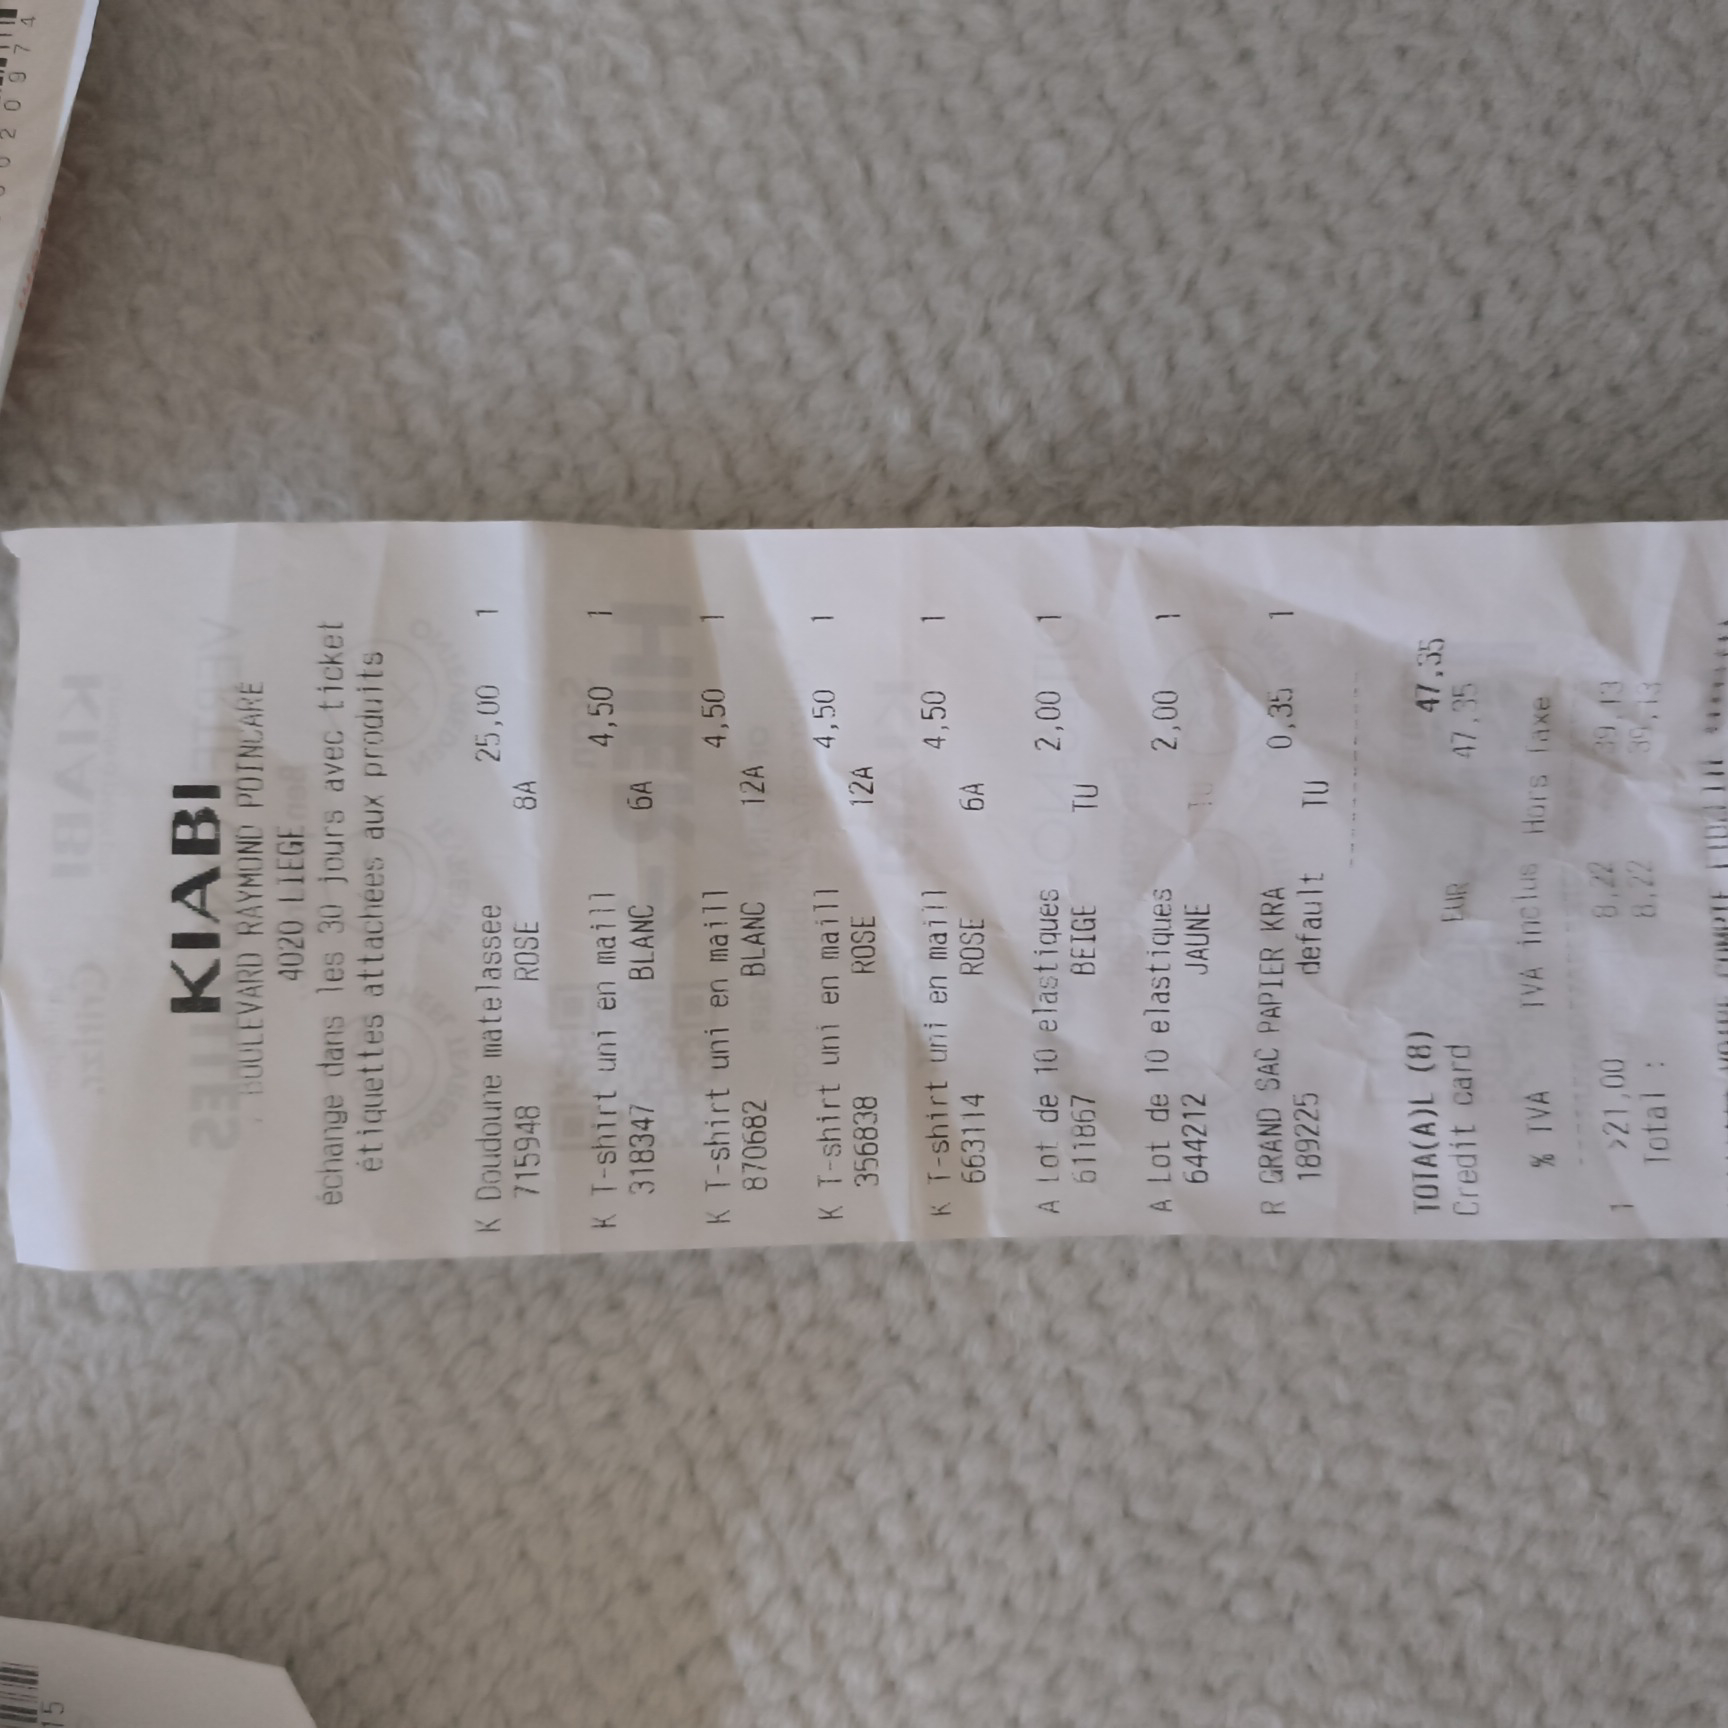 KIABI
BOULEVARD RAYMOND POINCARÉ
4020 LIEGE
échange dans les 30 jours avec ticket
étiquettes attachées aux produits
K Doudoune matelassee 25,00 1
715948 ROSE 8A
K T-shirt uni en maill 4,50 1
318347 BLANC 6A
K T-shirt uni en maill 4,50 1
870682 BLANC 12A
K T-shirt uni en maill 4,50 1
356838 ROSE 12A
K T-shirt uni en maill 4,50 1
663114 ROSE 6A
A Lot de 10 elastiques 2,00 1
611867 BEIGE TU
A Lot de 10 elastiques 2,00 1
644212 JAUNE TU
R GRAND SAC PAPIER KRA 0,35 1
189225 default TU
TOTA(A)L (8) 47,35
Credit card EUR 47,35
% TVA TVA inclus Hors taxe
1 >21,00 8,22 39,13
Total : 8,22 39,13